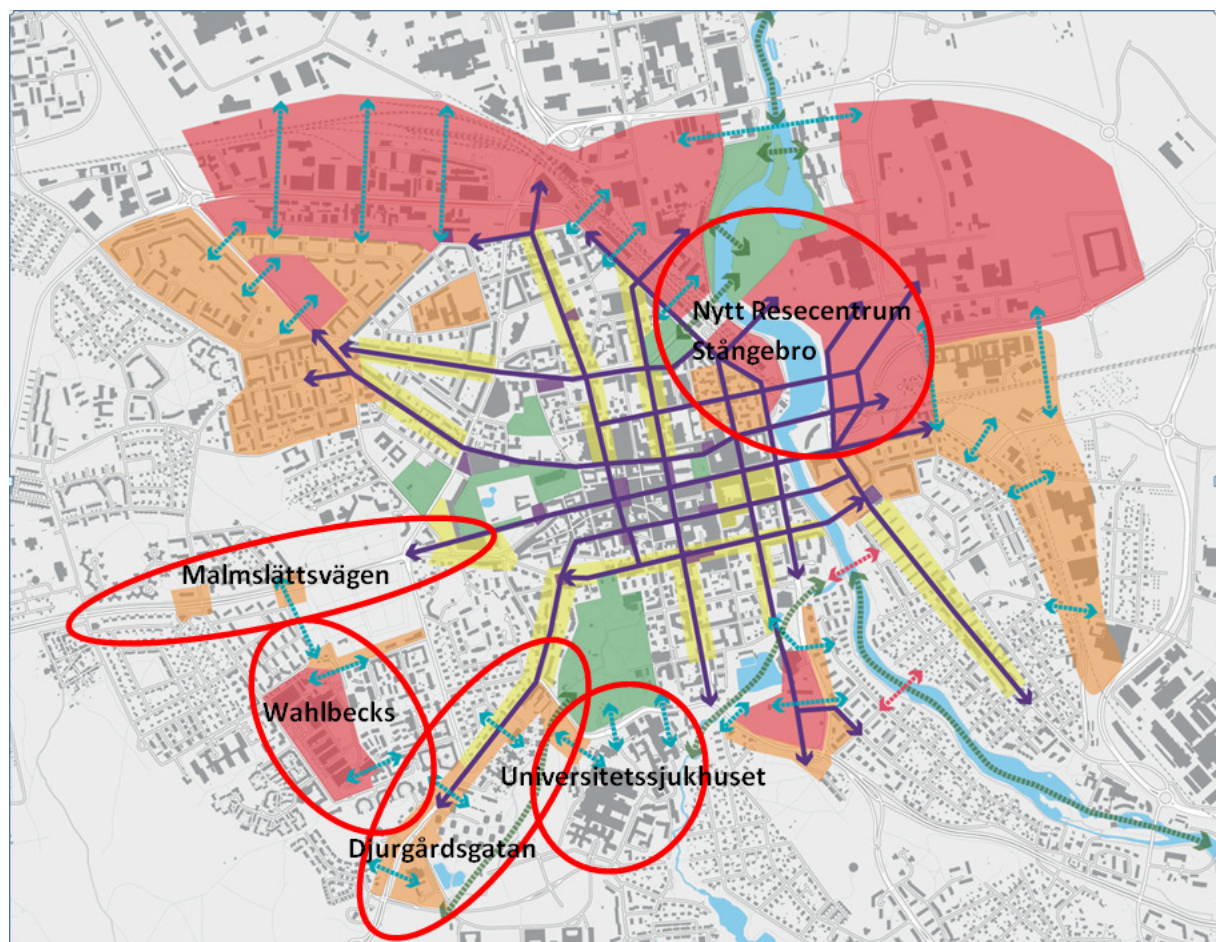 Nytt Resecentrum
Stångebro
Malmslättsvägen
Wahlbecks
Universitetssjukhuset
Djurgårdsgatan